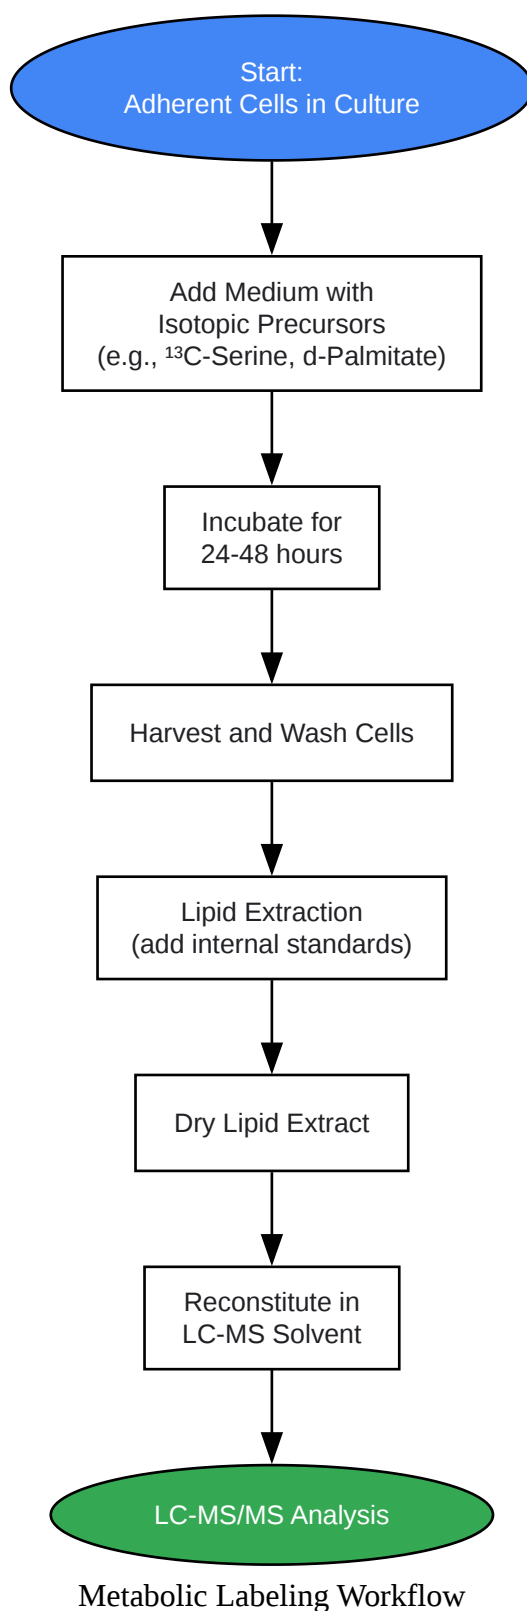 Start:
Adherent Cells in Culture
Add Medium with
Isotopic Precursors
(e.g., ¹³C-Serine, d-Palmitate)
Incubate for
24-48 hours
Harvest and Wash Cells
Lipid Extraction
(add internal standards)
Dry Lipid Extract
Reconstitute in
LC-MS Solvent
LC-MS/MS Analysis
Metabolic Labeling Workflow